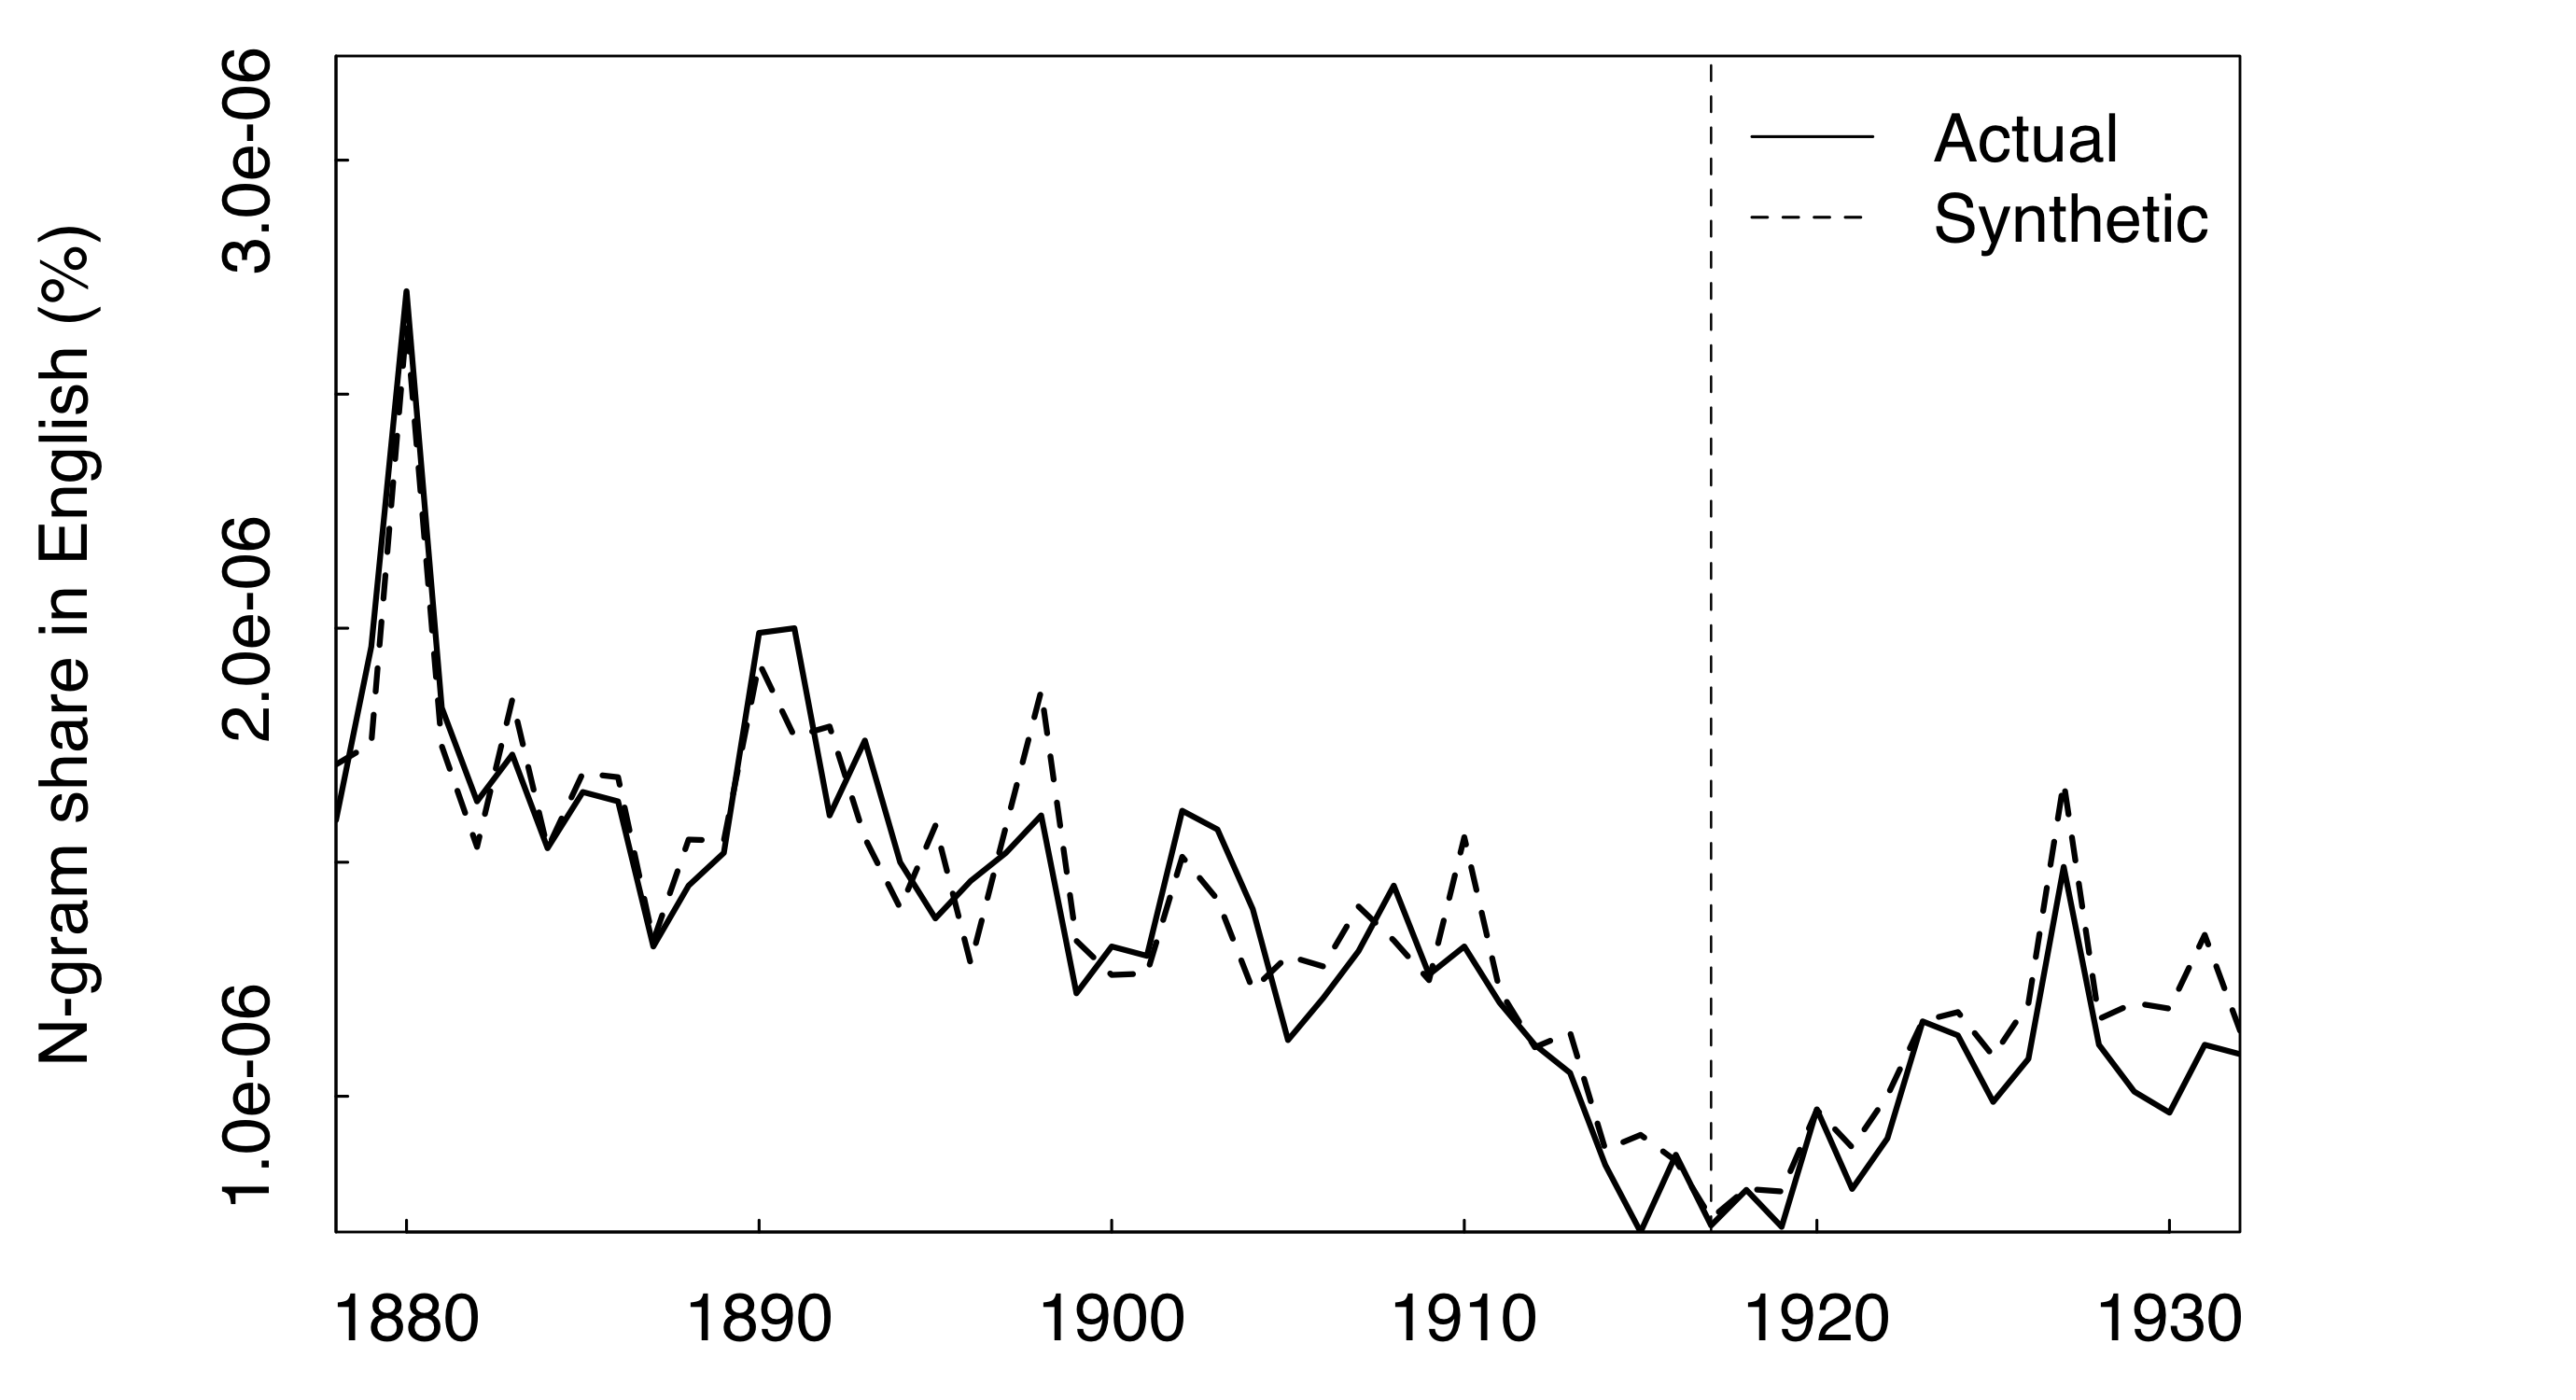 N-gram share in English (%)
3.0e-06
2.0e-06
1.0e-06
Actual
Synthetic
1880 1890 1900 1910 1920 1930